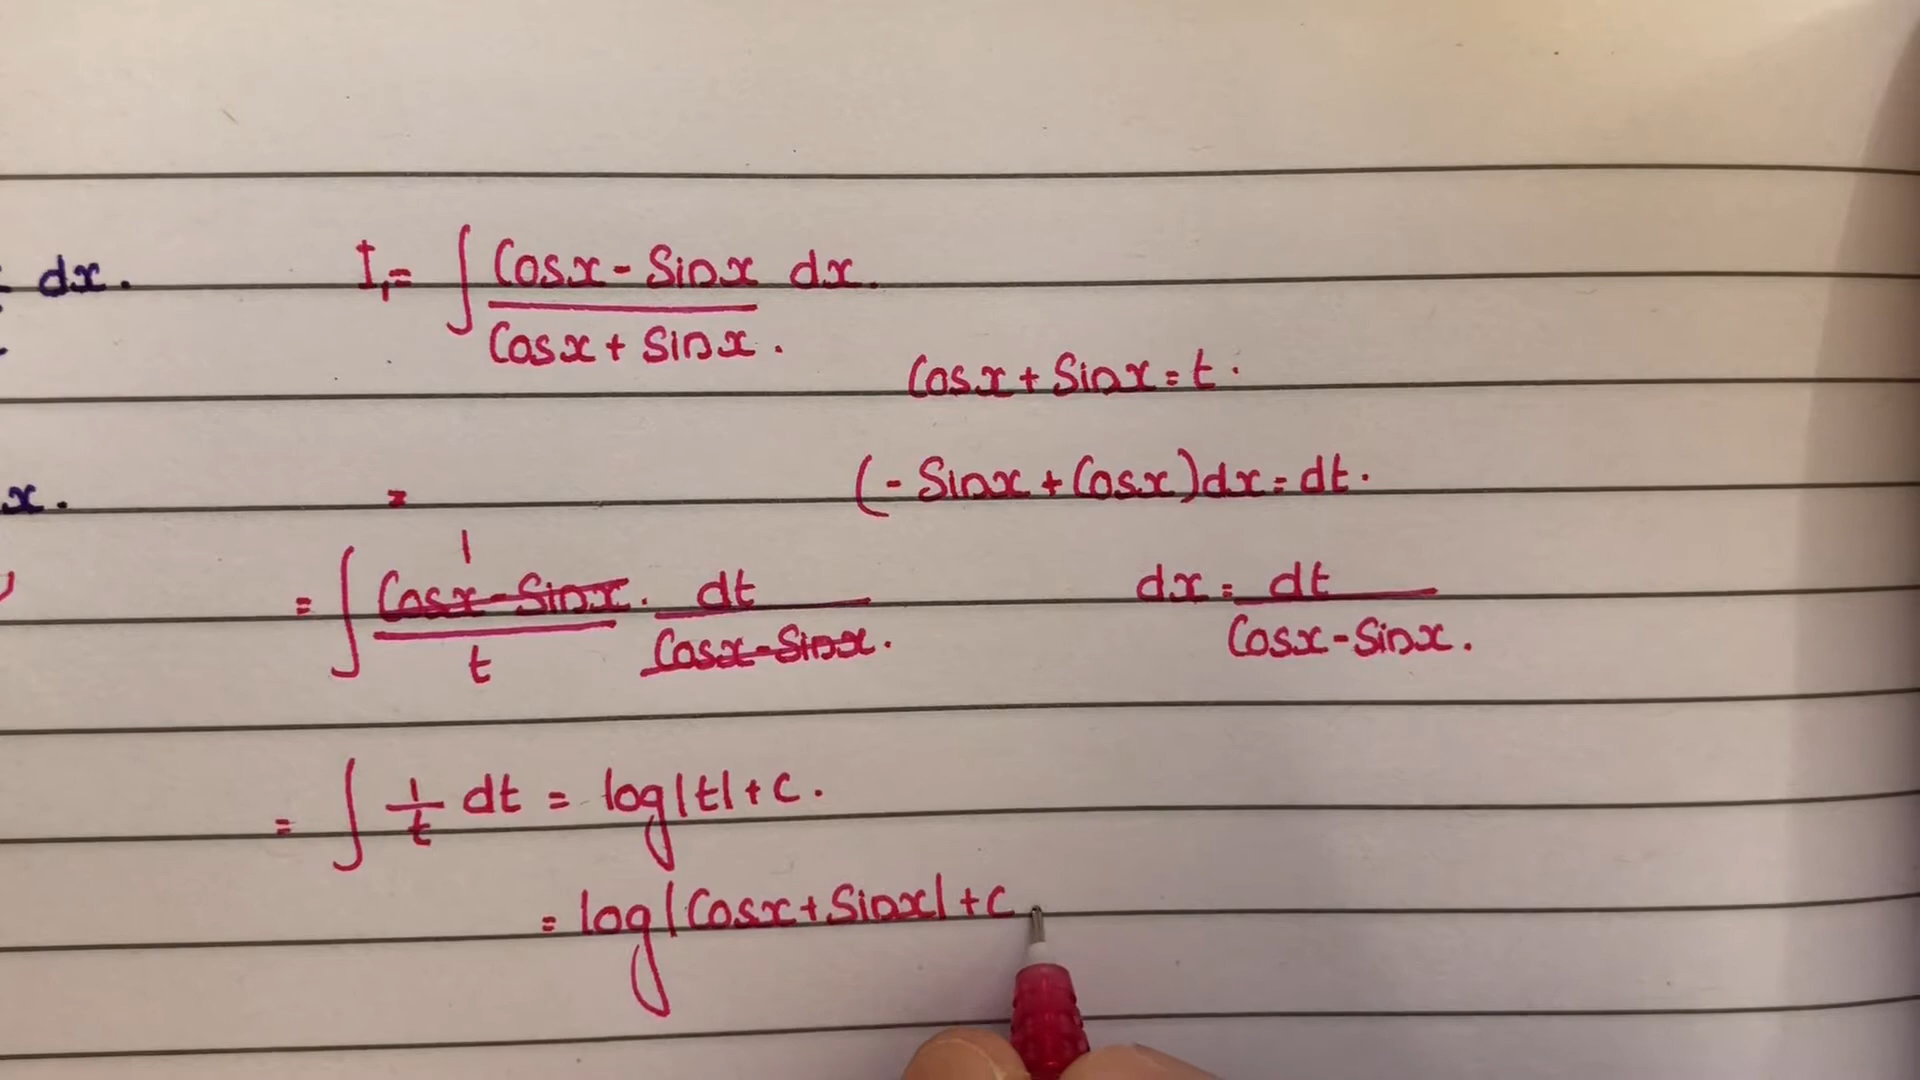 dx. I₁ = ∫ (Cosx - Sinx)/(Cosx + Sinx) dx.
Cosx + Sinx = t.
x. = (- Sinx + Cosx) dx = dt.
= ∫ (Cosx - Sinx)/t . dt/(Cosx - Sinx). 1 dx = dt/(Cosx - Sinx).
= ∫ 1/t dt = log|t| + c.
= log|Cosx + Sinx| + c